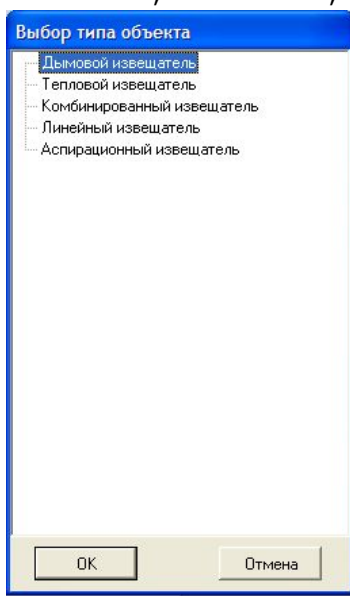 Выбор типа объекта
Дымовой извещатель
Тепловой извещатель
Комбинированный извещатель
Линейный извещатель
Аспирационный извещатель
OK
Отмена